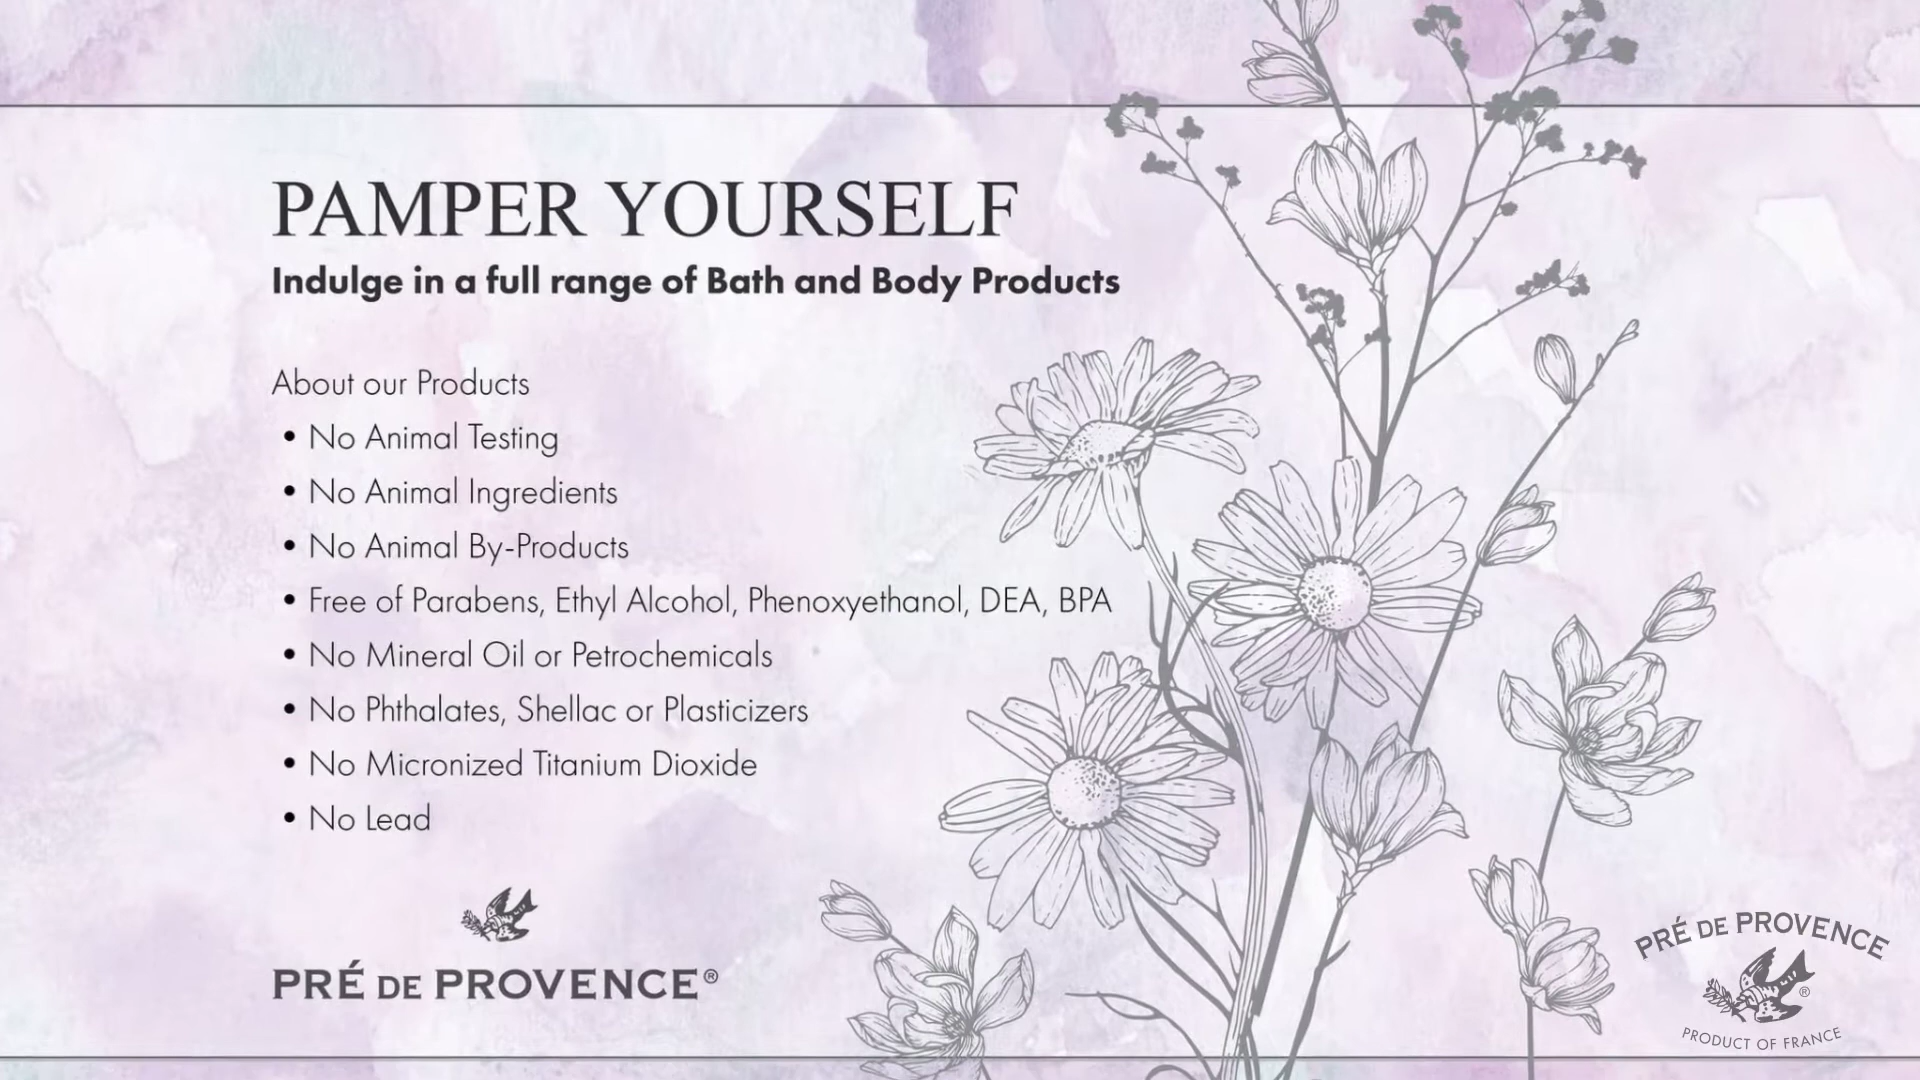 PAMPER YOURSELF
Indulge in a full range of Bath and Body Products
About our Products
• No Animal Testing
• No Animal Ingredients
• No Animal By-Products
• Free of Parabens, Ethyl Alcohol, Phenoxyethanol, DEA, BPA
• No Mineral Oil or Petrochemicals
• No Phthalates, Shellac or Plasticizers
• No Micronized Titanium Dioxide
• No Lead
PRÉ DE PROVENCE®
PRÉ DE PROVENCE
®
PRODUCT OF FRANCE